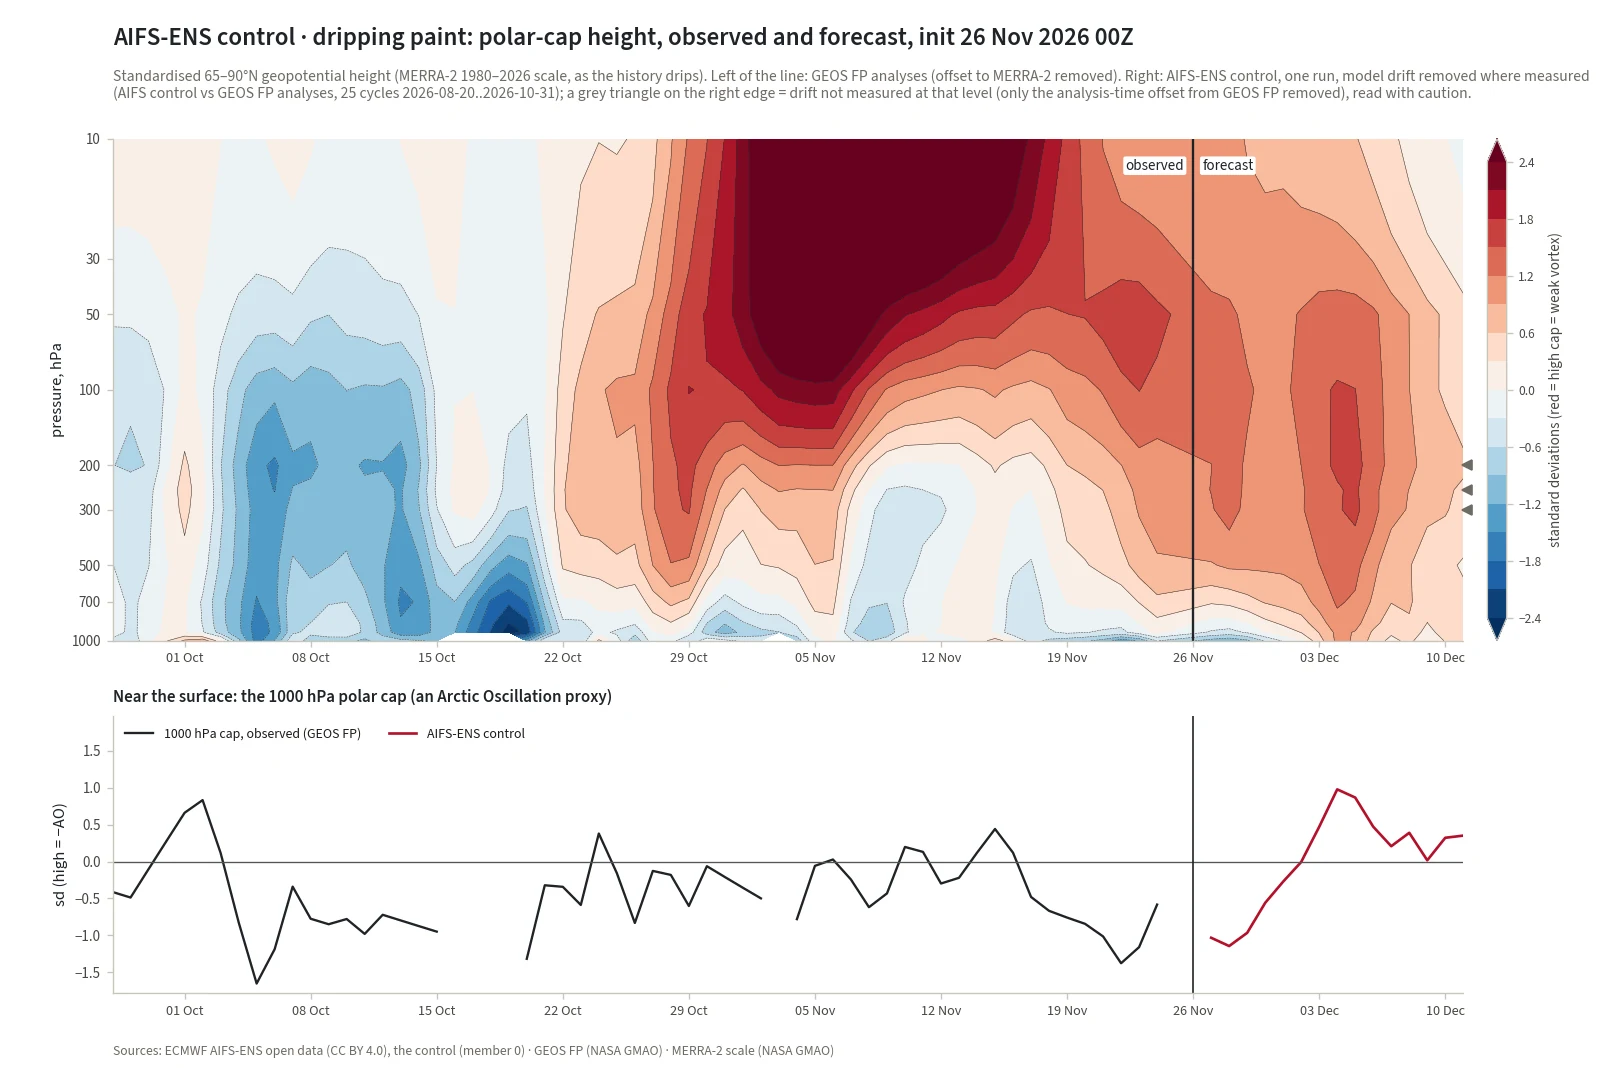 AIFS-ENS control · dripping paint: polar-cap height, observed and forecast, init 26 Nov 2026 00Z
Standardised 65–90°N geopotential height (MERRA-2 1980–2026 scale, as the history drips). Left of the line: GEOS FP analyses (offset to MERRA-2 removed). Right: AIFS-ENS control, one run, model drift removed where measured
(AIFS control vs GEOS FP analyses, 25 cycles 2026-08-20..2026-10-31); a grey triangle on the right edge = drift not measured at that level (only the analysis-time offset from GEOS FP removed), read with caution.
pressure, hPa
10
30
50
100
200
300
500
700
1000
observed
forecast
01 Oct
08 Oct
15 Oct
22 Oct
29 Oct
05 Nov
12 Nov
19 Nov
26 Nov
03 Dec
10 Dec
2.4
1.8
1.2
0.6
0.0
−0.6
−1.2
−1.8
−2.4
standard deviations (red = high cap = weak vortex)
Near the surface: the 1000 hPa polar cap (an Arctic Oscillation proxy)
1000 hPa cap, observed (GEOS FP)
AIFS-ENS control
sd (high = −AO)
1.5
1.0
0.5
0.0
−0.5
−1.0
−1.5
01 Oct
08 Oct
15 Oct
22 Oct
29 Oct
05 Nov
12 Nov
19 Nov
26 Nov
03 Dec
10 Dec
Sources: ECMWF AIFS-ENS open data (CC BY 4.0), the control (member 0) · GEOS FP (NASA GMAO) · MERRA-2 scale (NASA GMAO)